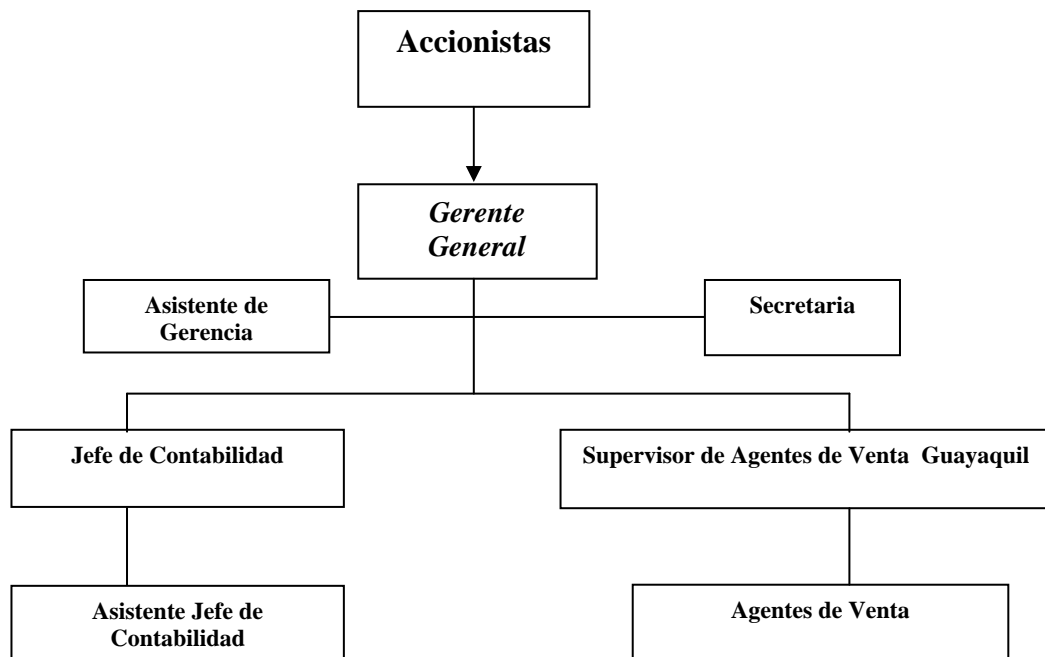 Accionistas
Gerente
General
Asistente de
Gerencia
Secretaria
Jefe de Contabilidad
Supervisor de Agentes de Venta  Guayaquil
Asistente Jefe de
Contabilidad
Agentes de Venta